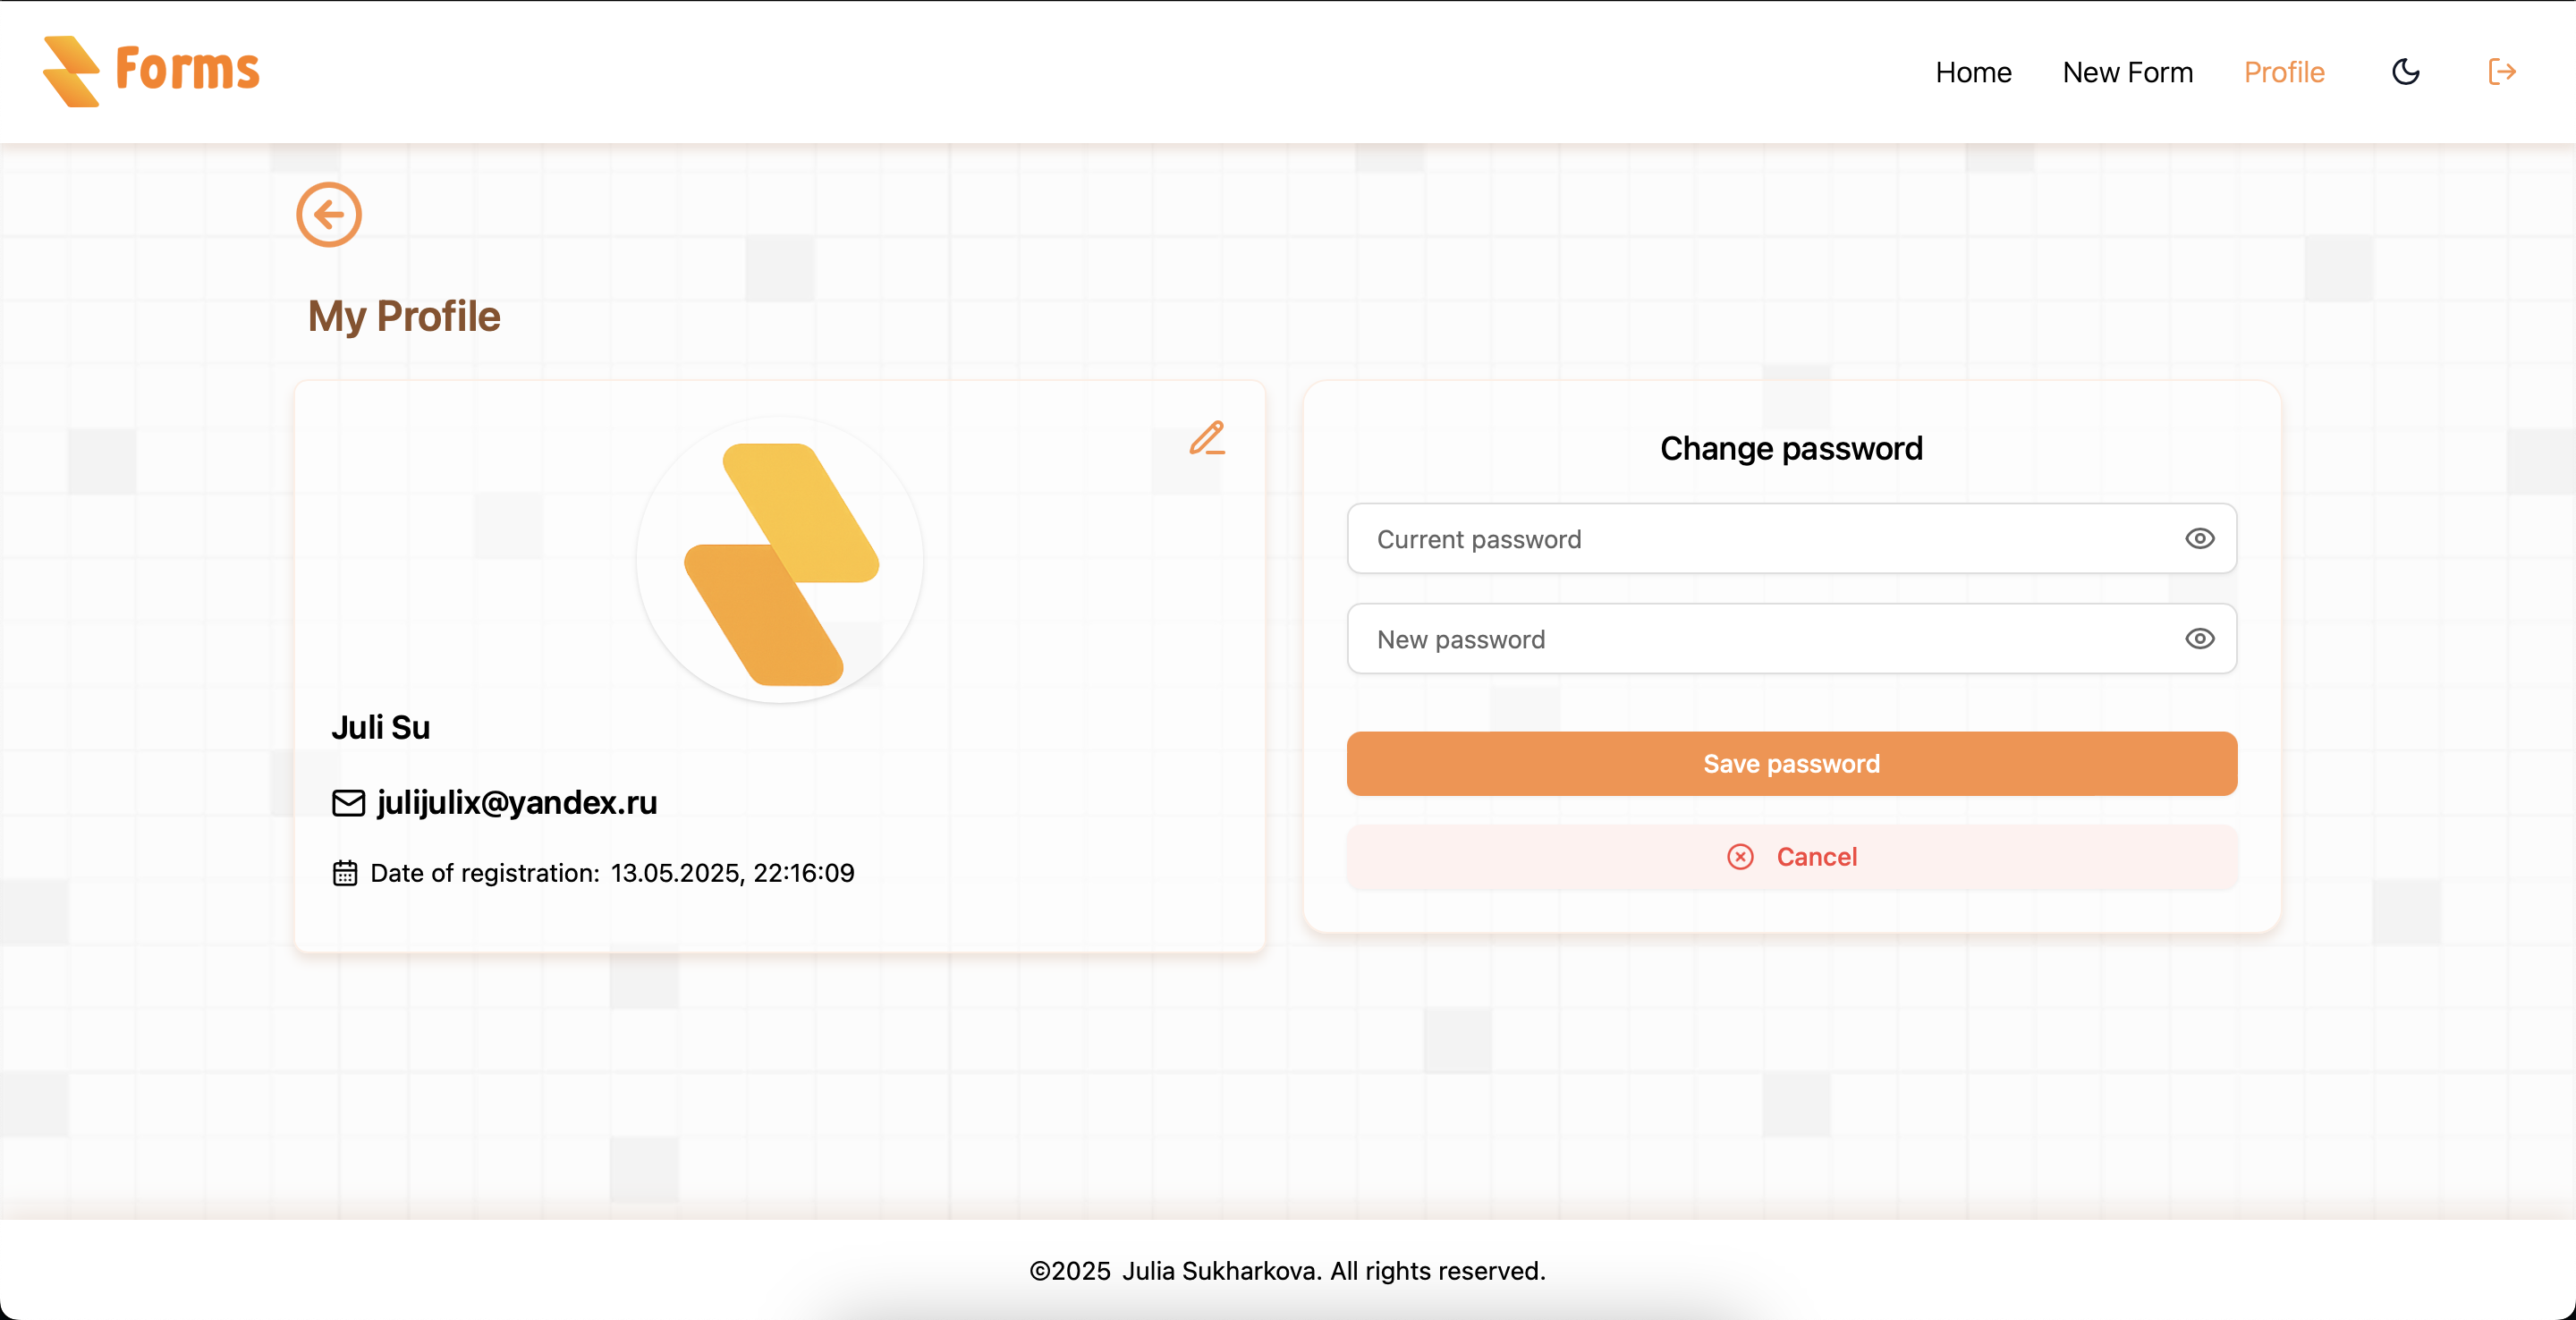 Forms
Home
New Form
Profile
My Profile
Juli Su
julijulix@yandex.ru
Date of registration: 13.05.2025, 22:16:09
Change password
Current password
New password
Save password
Cancel
©2025 Julia Sukharkova. All rights reserved.